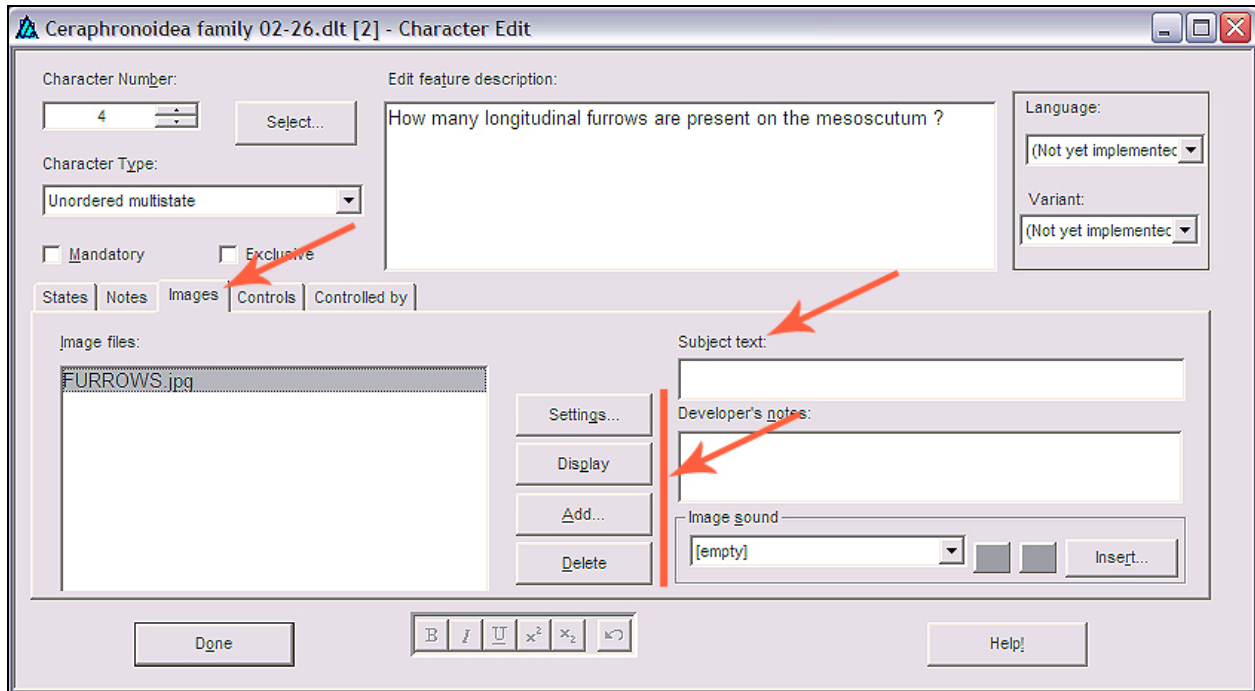 Ceraphronoidea family 02-26.dlt [2] - Character Edit
Character Number:
4
Select...
Character Type:
Unordered multistate
Mandatory
Exclusive
Edit feature description:
How many longitudinal furrows are present on the mesoscutum ?
Language:
(Not yet implementec
Variant:
(Not yet implementec
States
Notes
Images
Controls
Controlled by
Image files:
FURROWS.jpg
Settings...
Display
Add...
Delete
Subject text:
Developer's notes:
Image sound
[empty]
Insert...
Done
B I U x² x₂
Help!